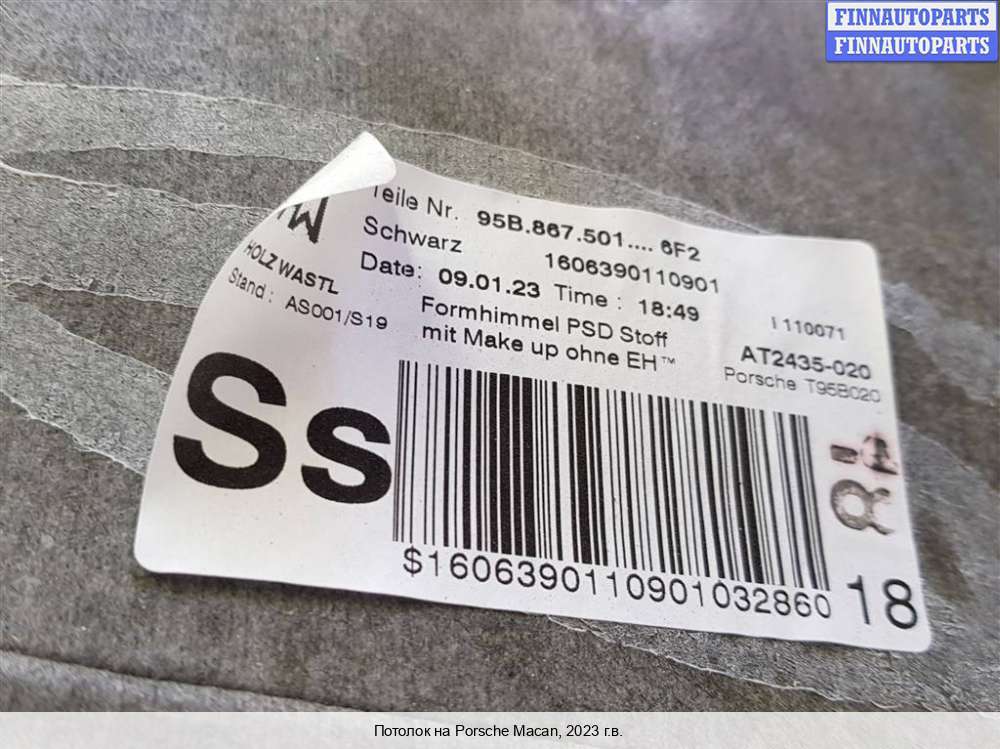 FINNAUTOPARTS
FINNAUTOPARTS
Teile Nr. 95B.867.501.... 6F2
Schwarz 1606390110901
Date: 09.01.23 Time : 18:49
HOLZ WASTL
Stand : AS001/S19
Formhimmel PSD Stoff
mit Make up ohne EH™
I 110071
AT2435-020
Porsche T95B020
Ss
$1606390110901032860
18
Потолок на Porsche Macan, 2023 г.в.